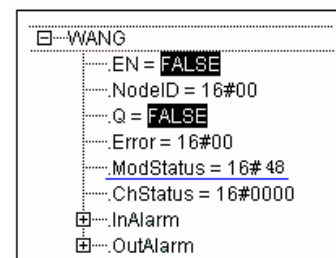 WANG
.EN = FALSE
.NodeID = 16#00
.Q = FALSE
.Error = 16#00
.ModStatus = 16# 48
.ChStatus = 16#0000
.InAlarm
.OutAlarm